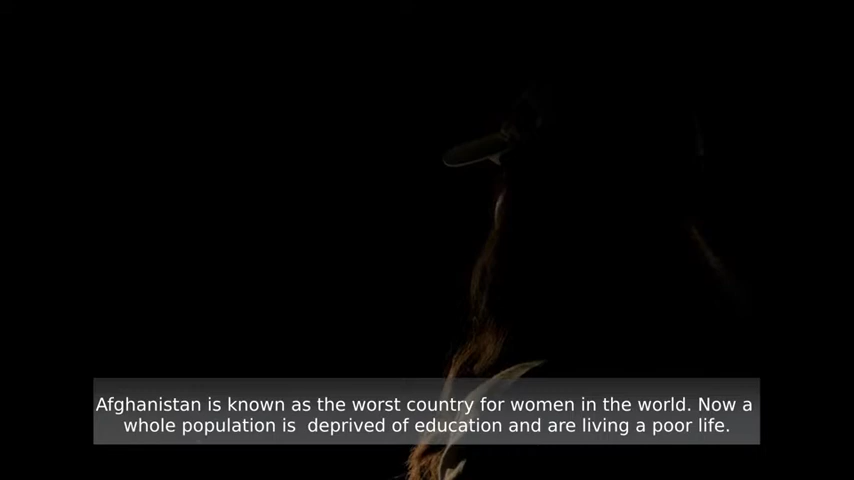 Afghanistan is known as the worst country for women in the world. Now a
whole population is  deprived of education and are living a poor life.